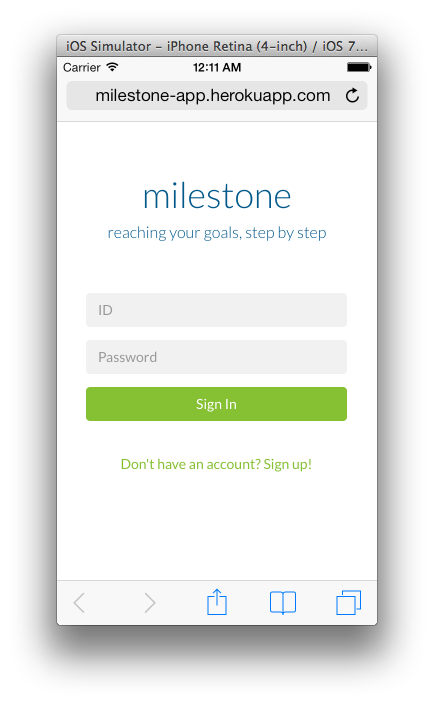 iOS Simulator – iPhone Retina (4-inch) / iOS 7...
Carrier 12:11 AM
milestone-app.herokuapp.com
milestone
reaching your goals, step by step
ID
Password
Sign In
Don't have an account? Sign up!